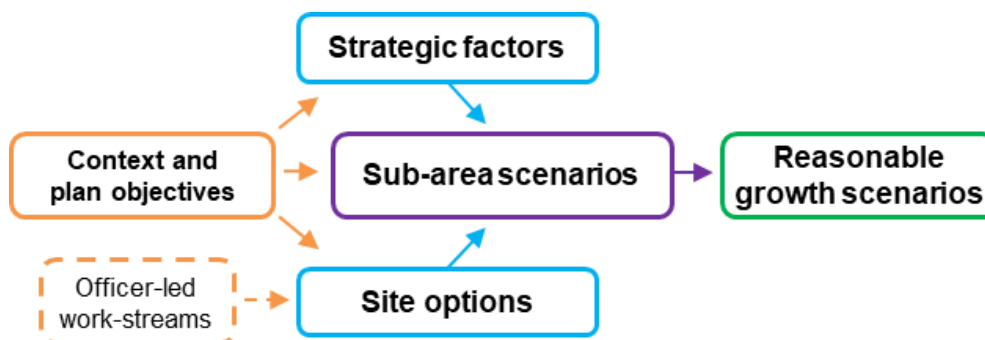 Strategic factors
Context and
plan objectives
Sub-area scenarios
Reasonable
growth scenarios
Officer-led
work-streams
Site options